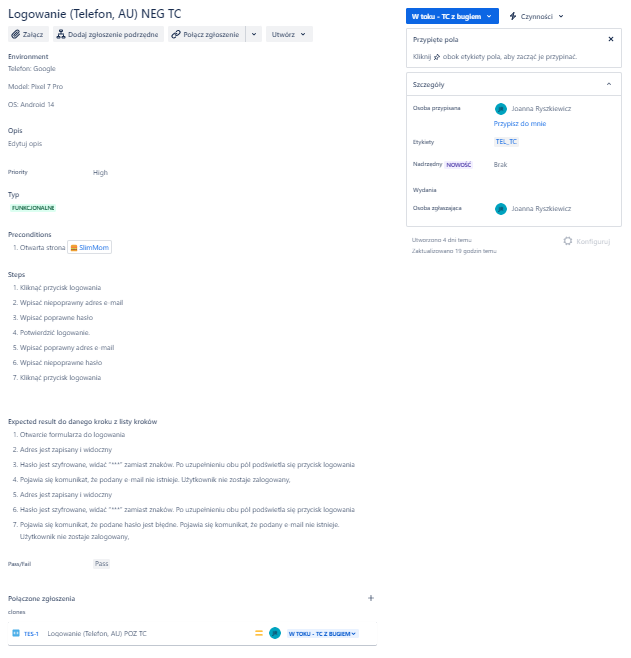 Logowanie (Telefon, AU) NEG TC
Załącz
Dodaj zgłoszenie podrzędne
Połącz zgłoszenie
Utwórz
Environment
Telefon: Google
Model: Pixel 7 Pro
OS: Android 14
Opis
Edytuj opis
Priority High
Typ
FUNKCJONALNE
Preconditions
1. Otwarta strona SlimMom
Steps
1. Kliknąć przycisk logowania
2. Wpisać niepoprawny adres e-mail
3. Wpisać poprawne hasło
4. Potwierdzić logowanie.
5. Wpisać poprawny adres e-mail
6. Wpisać niepoprawne hasło
7. Kliknąć przycisk logowania
Expected result do danego kroku z listy kroków
1. Otwarcie formularza do logowania
2. Adres jest zapisany i widoczny
3. Hasło jest szyfrowane, widać "***" zamiast znaków. Po uzupełnieniu obu pól podświetla się przycisk logowania
4. Pojawia się komunikat, że podany e-mail nie istnieje. Użytkownik nie zostaje zalogowany,
5. Adres jest zapisany i widoczny
6. Hasło jest szyfrowane, widać "***" zamiast znaków. Po uzupełnieniu obu pól podświetla się przycisk logowania
7. Pojawia się komunikat, że podane hasło jest błędne. Pojawia się komunikat, że podany e-mail nie istnieje.
Użytkownik nie zostaje zalogowany,
Pass/Fail Pass
Połączone zgłoszenia
clones
TES-1 Logowanie (Telefon, AU) POZ TC W TOKU - TC Z BUGIEM
W toku - TC z bugiem
Czynności
Przypięte pola
Kliknij obok etykiety pola, aby zacząć je przypinać.
Szczegóły
Osoba przypisana Joanna Ryszkiewicz
Przypisz do mnie
Etykiety TEL_TC
Nadrzędny NOWOŚĆ Brak
Wydania
Osoba zgłaszająca Joanna Ryszkiewicz
Utworzono 4 dni temu
Zaktualizowano 19 godzin temu
Konfiguruj